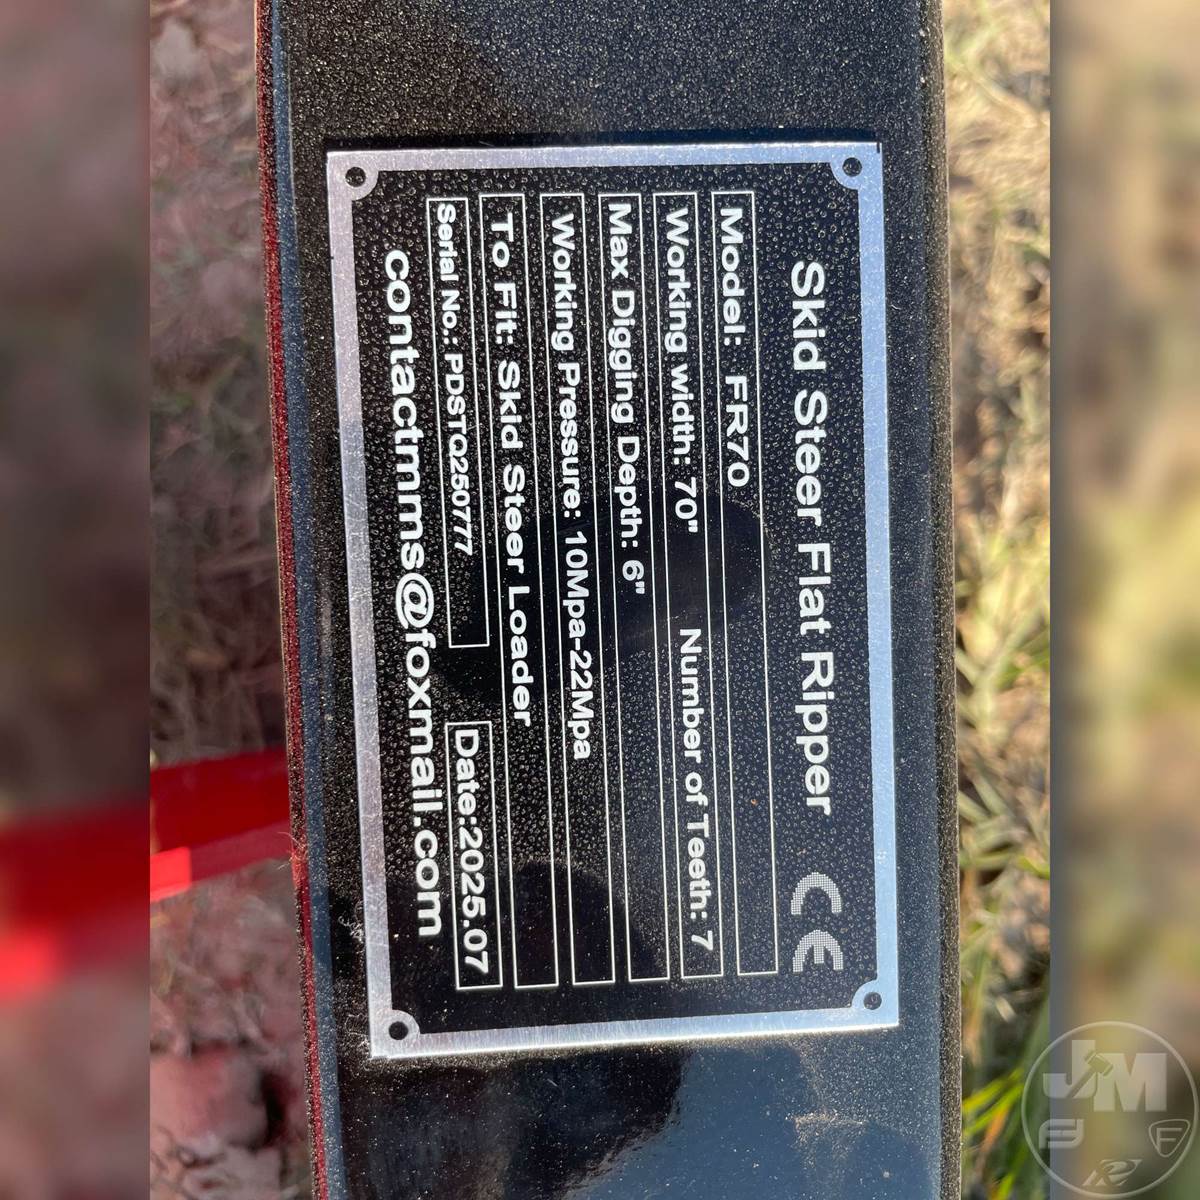 Skid Steer Flat Ripper CE
Model: FR70
Working width: 70" Number of Teeth: 7
Max Digging Depth: 6"
Working Pressure: 10Mpa-22Mpa
To Fit: Skid Steer Loader
Serial No.: PDSTQ250777 Date:2025.07
contactmms@foxmail.com
JM